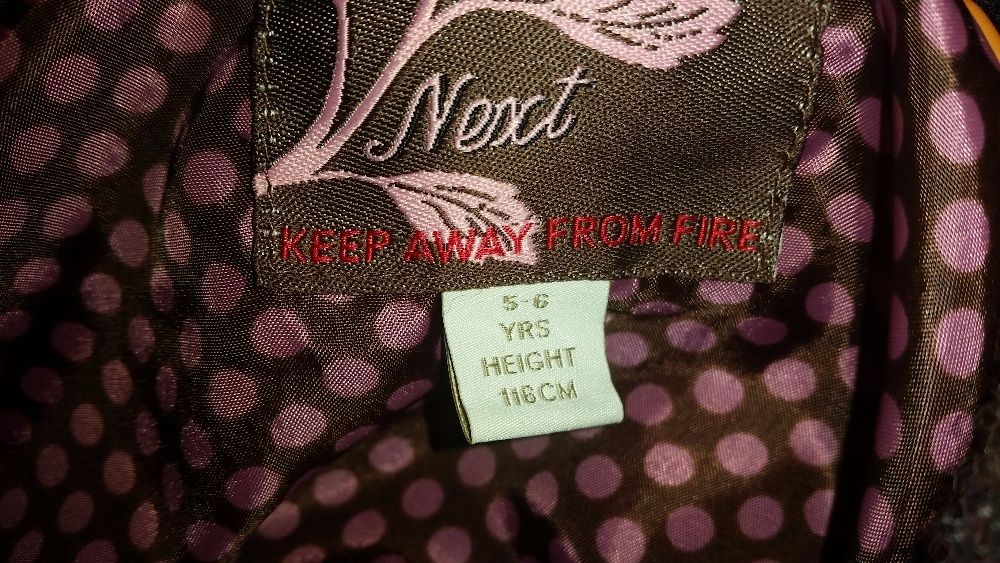 Next
KEEP AWAY FROM FIRE
5-6
YRS
HEIGHT
116CM